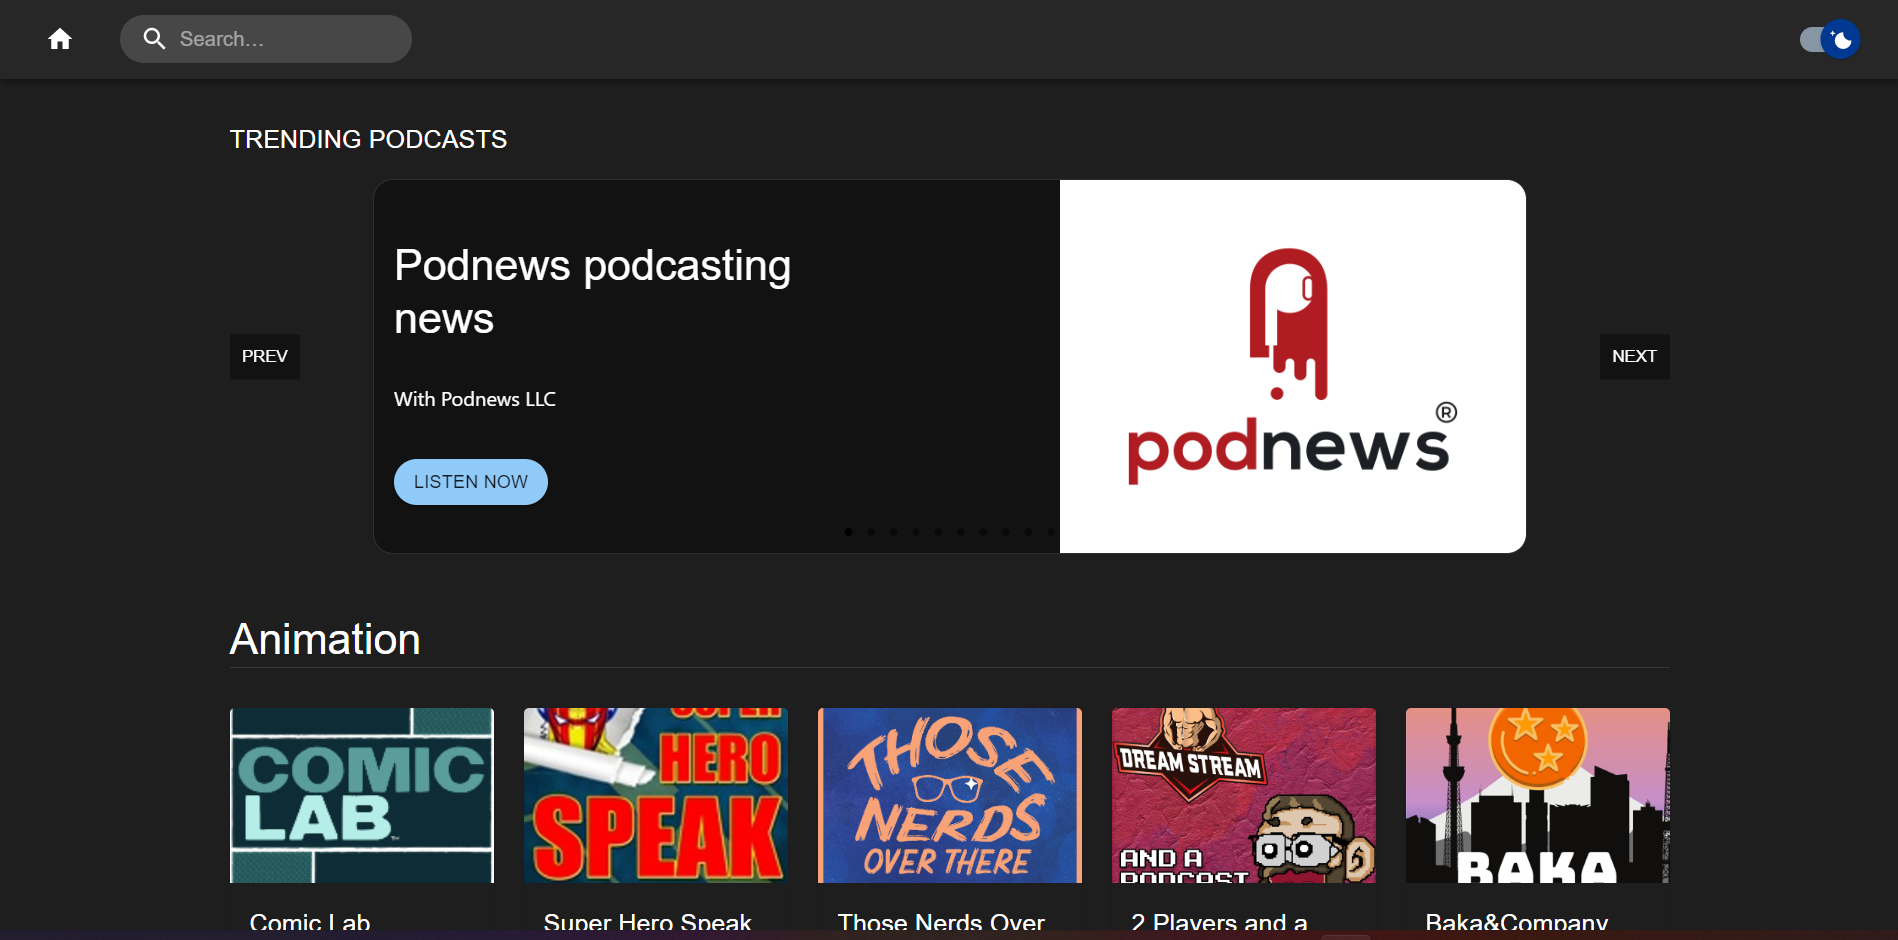 Search...
TRENDING PODCASTS
Podnews podcasting
news
With Podnews LLC
LISTEN NOW
PREV
NEXT
podnews®
Animation
COMIC
LAB™
SUPER
HERO
SPEAK
THOSE
NERDS
OVER THERE
DREAM STREAM
AND A
PODCAST
BAKA
Comic Lab
Super Hero Speak
Those Nerds Over
2 Players and a
Baka&Company